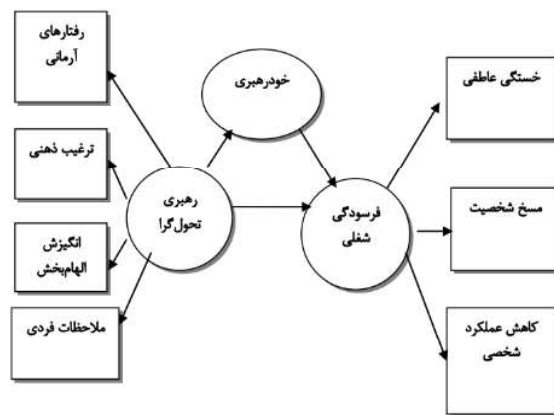 رفتارهای
آرمانی
ترغیب ذهنی
انگیزش
الهام‌بخش
ملاحظات فردی
خودرهبری
رهبری
تحول‌گرا
فرسودگی
شغلی
خستگی عاطفی
مسخ شخصیت
کاهش عملکرد
شخصی